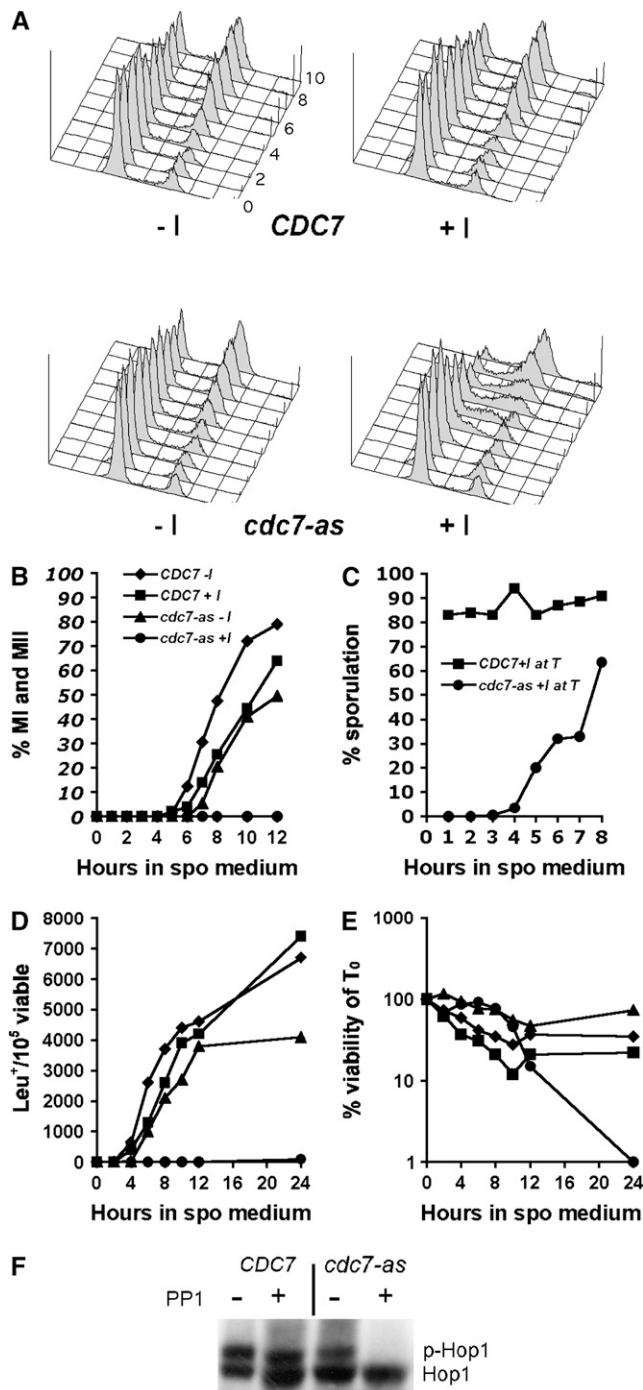 A
10
8
6
4
2
0
- I CDC7 + I
- I cdc7-as + I
B
100
90
80
70
60
50
40
30
20
10
0
% MI and MII
CDC7 -I
CDC7 + I
cdc7-as -I
cdc7-as +I
0 2 4 6 8 10 12
Hours in spo medium
C
100
90
80
70
60
50
40
30
20
10
0
% sporulation
CDC7+I at T
cdc7-as +I at T
0 1 2 3 4 5 6 7 8
Hours in spo medium
D
8000
7000
6000
5000
4000
3000
2000
1000
0
Leu+/10⁵ viable
0 4 8 12 16 20 24
Hours in spo medium
E
1000
100
10
1
% viability of T₀
0 4 8 12 16 20 24
Hours in spo medium
F
CDC7 cdc7-as
PP1 - + - +
p-Hop1
Hop1